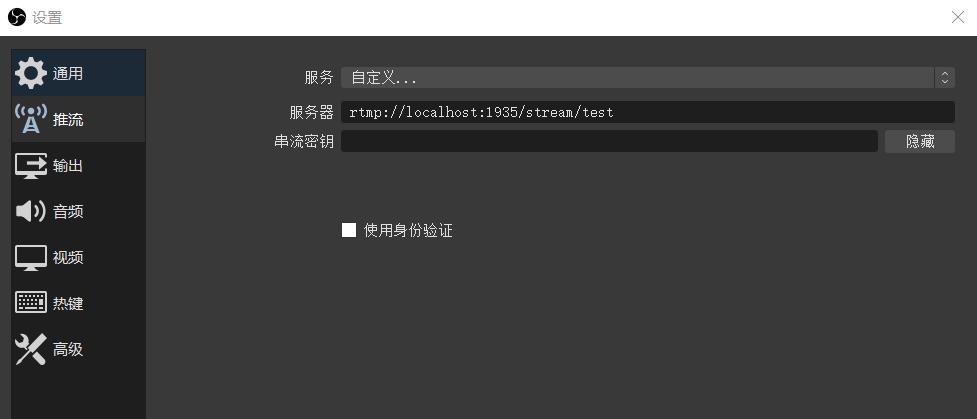 设置
通用
推流
输出
音频
视频
热键
高级
服务 自定义...
服务器 rtmp://localhost:1935/stream/test
串流密钥 隐藏
使用身份验证